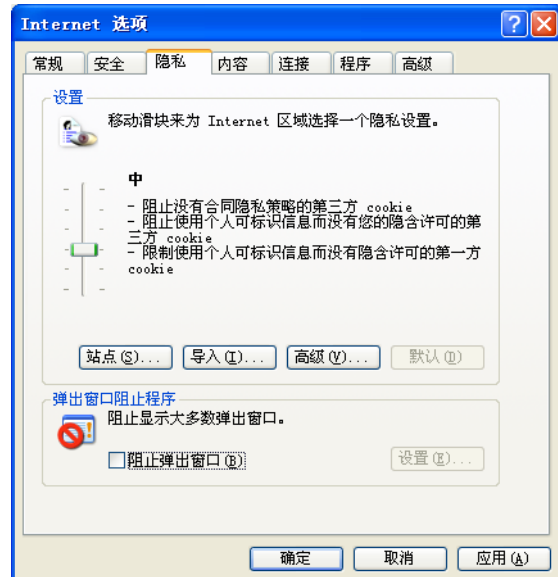 Internet 选项
常规 安全 隐私 内容 连接 程序 高级
设置
移动滑块来为 Internet 区域选择一个隐私设置。
中
- 阻止没有合同隐私策略的第三方 cookie
- 阻止使用个人可标识信息而没有您的隐含许可的第
三方 cookie
- 限制使用个人可标识信息而没有隐含许可的第一方
cookie
站点(S)... 导入(I)... 高级(V)... 默认(D)
弹出窗口阻止程序
阻止显示大多数弹出窗口。
阻止弹出窗口(B) 设置(E)...
确定 取消 应用(A)